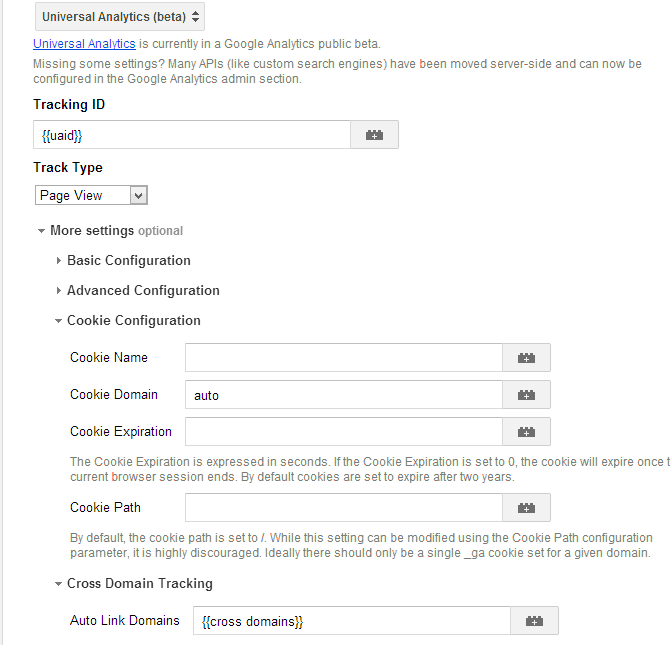 Universal Analytics (beta)
Universal Analytics is currently in a Google Analytics public beta.
Missing some settings? Many APIs (like custom search engines) have been moved server-side and can now be
configured in the Google Analytics admin section.
Tracking ID
{{uaid}}
Track Type
Page View
More settings optional
Basic Configuration
Advanced Configuration
Cookie Configuration
Cookie Name
Cookie Domain auto
Cookie Expiration
The Cookie Expiration is expressed in seconds. If the Cookie Expiration is set to 0, the cookie will expire once t
current browser session ends. By default cookies are set to expire after two years.
Cookie Path
By default, the cookie path is set to /. While this setting can be modified using the Cookie Path configuration
parameter, it is highly discouraged. Ideally there should only be a single _ga cookie set for a given domain.
Cross Domain Tracking
Auto Link Domains {{cross domains}}